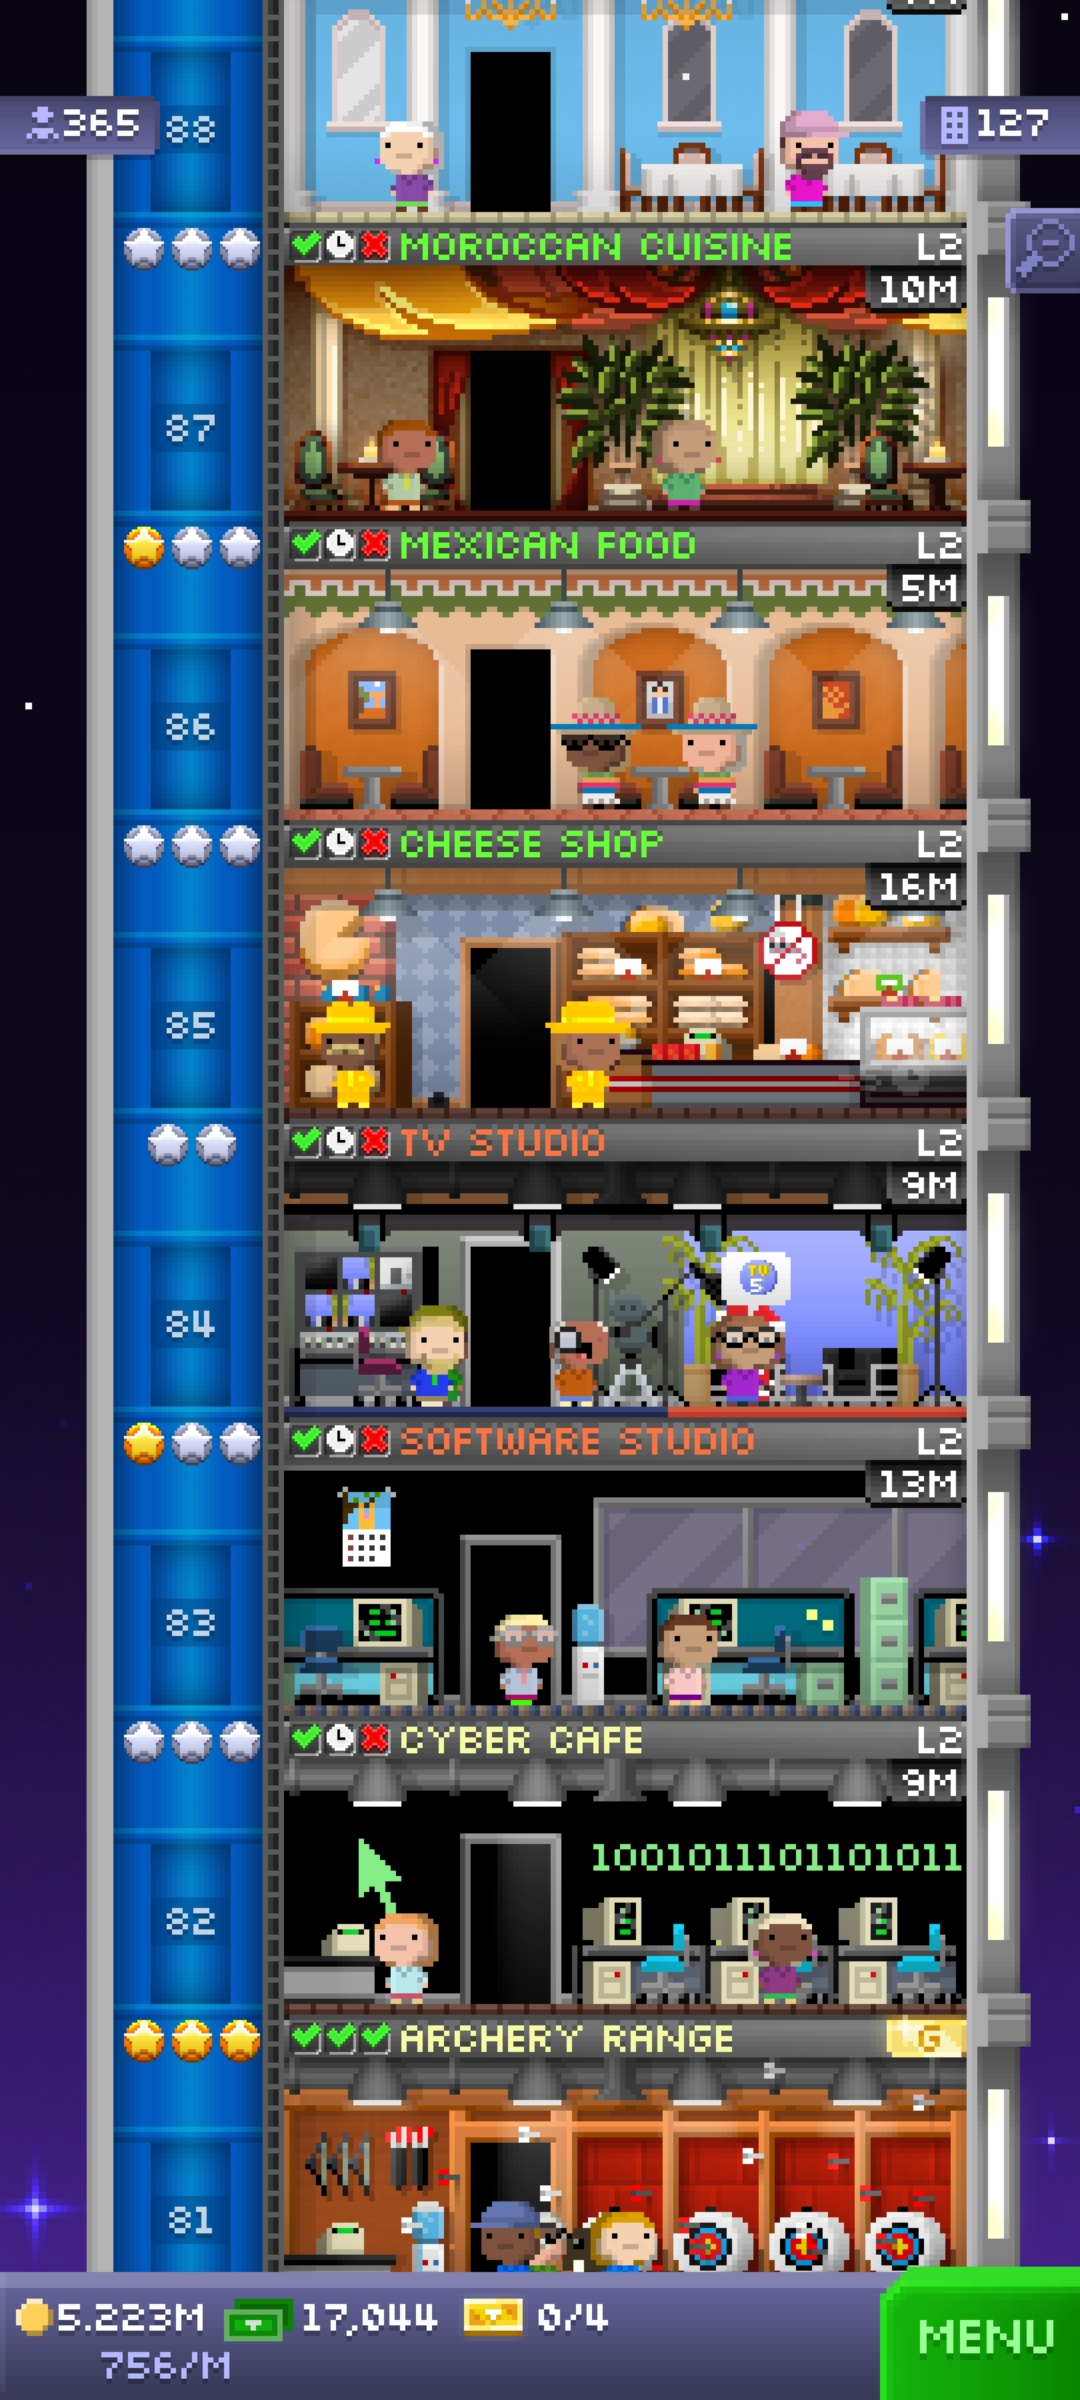 365
88
127
MOROCCAN CUISINE L2
10M
87
MEXICAN FOOD L2
5M
86
CHEESE SHOP L2
16M
85
TV STUDIO L2
9M
TV
5
84
SOFTWARE STUDIO L2
13M
83
CYBER CAFE L2
9M
1001011101101011
82
ARCHERY RANGE G
81
5.223M 17,044 0/4
756/M
MENU